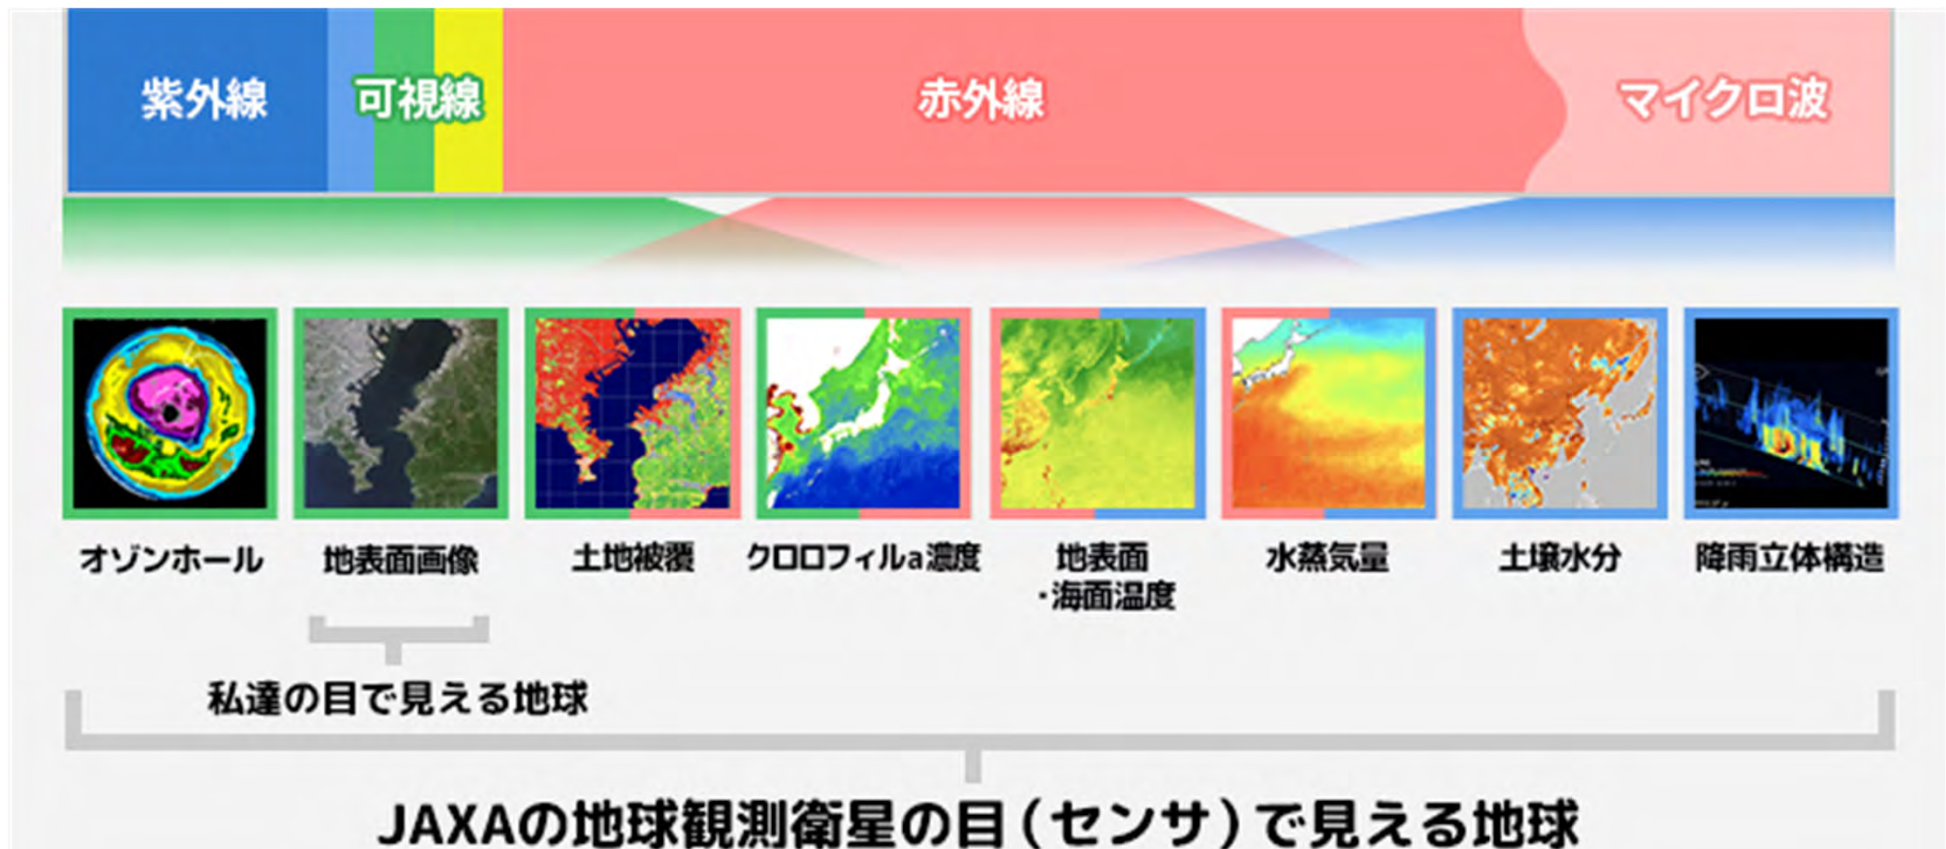 紫外線
可視線
赤外線
マイクロ波
オゾンホール
地表面画像
土地被覆
クロロフィルa濃度
地表面
・海面温度
水蒸気量
土壌水分
降雨立体構造
私達の目で見える地球
JAXAの地球観測衛星の目(センサ)で見える地球